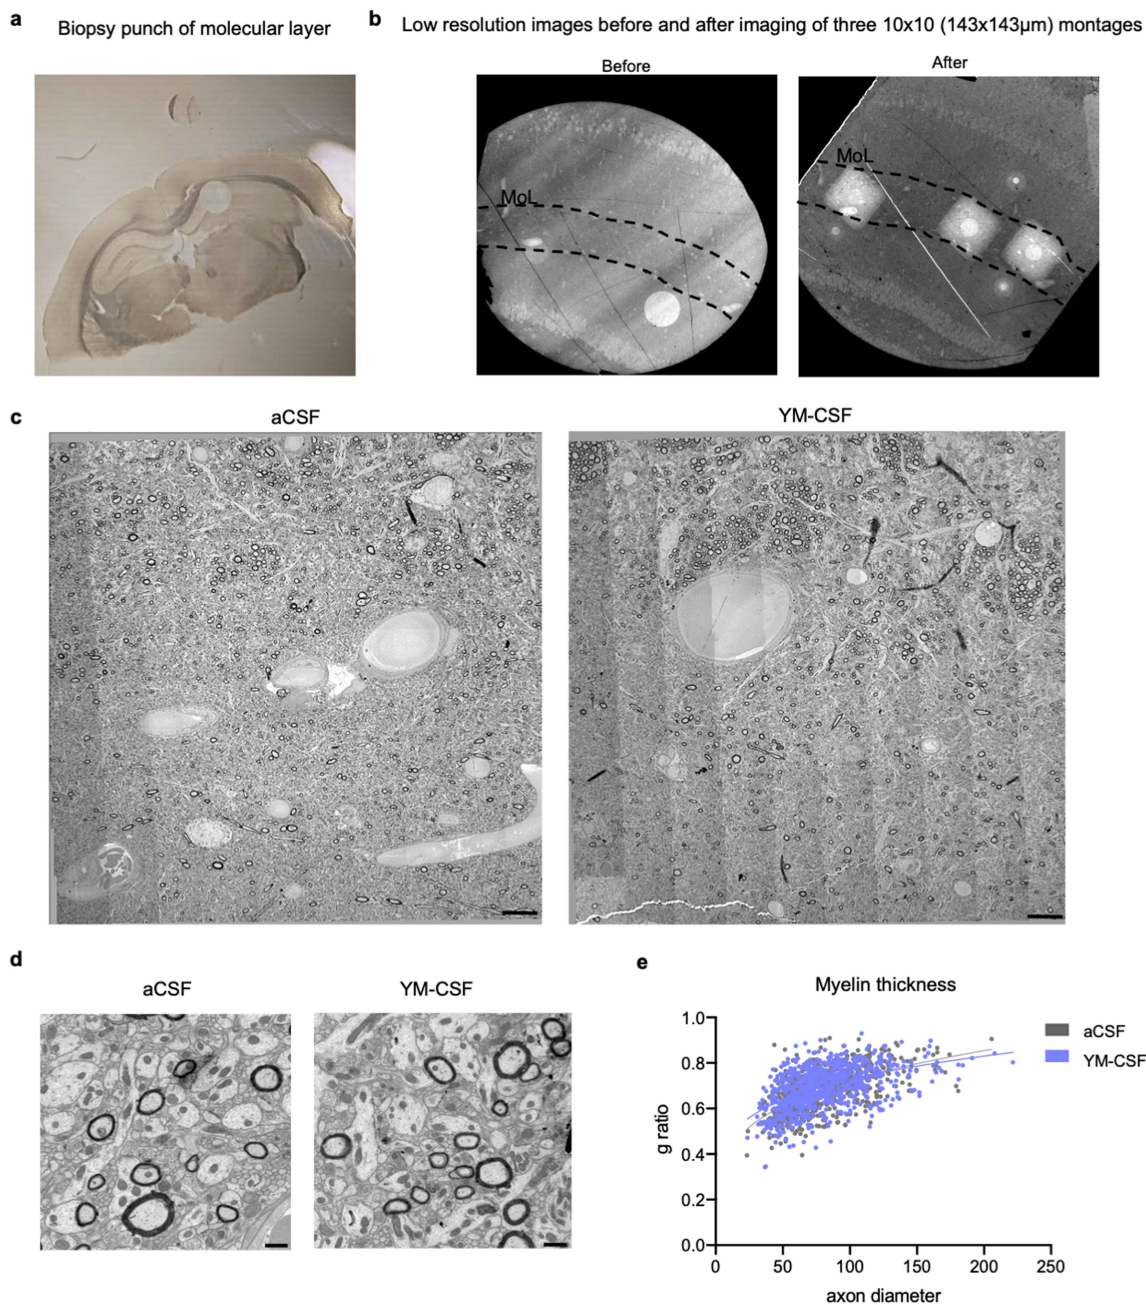 a
Biopsy punch of molecular layer
b
Low resolution images before and after imaging of three 10x10 (143x143µm) montages
Before
After
MoL
MoL
c
aCSF
YM-CSF
d
aCSF
YM-CSF
e
Myelin thickness
1.0
0.8
0.6
0.4
0.2
0.0
g ratio
0
50
100
150
200
250
axon diameter
aCSF
YM-CSF